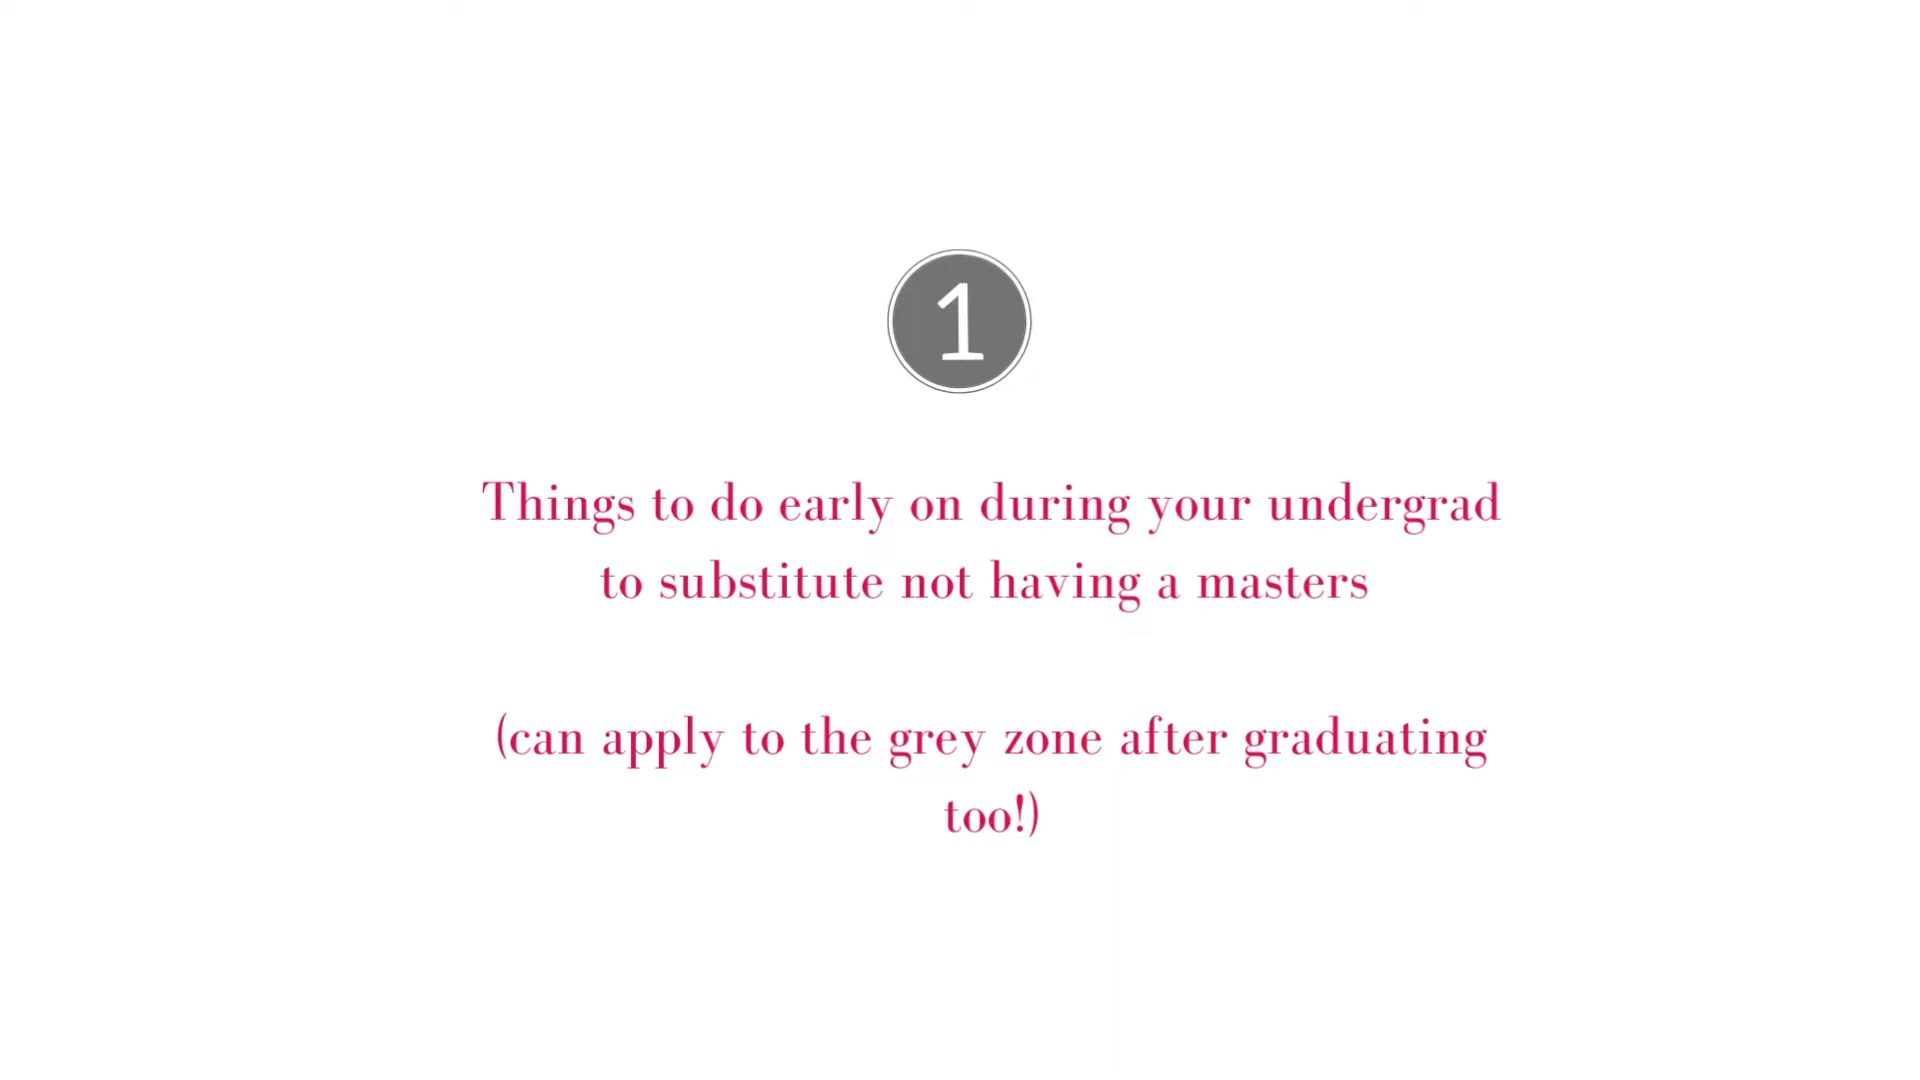 1
Things to do early on during your undergrad
to substitute not having a masters
(can apply to the grey zone after graduating
too!)